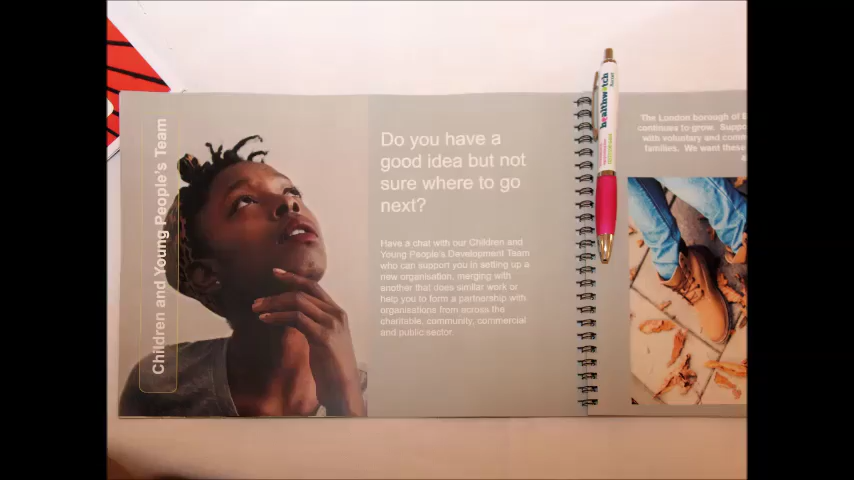 Children and Young People's Team
Do you have a
good idea but not
sure where to go
next?
Have a chat with our Children and
Young People's Development Team
who can support you in setting up a
new organisation, merging with
another that does similar work or
help you to form a partnership with
organisations from across the
charitable, community, commercial
and public sector
healthwatch
The London borough of
continues to grow.
with voluntary and
families. We want these